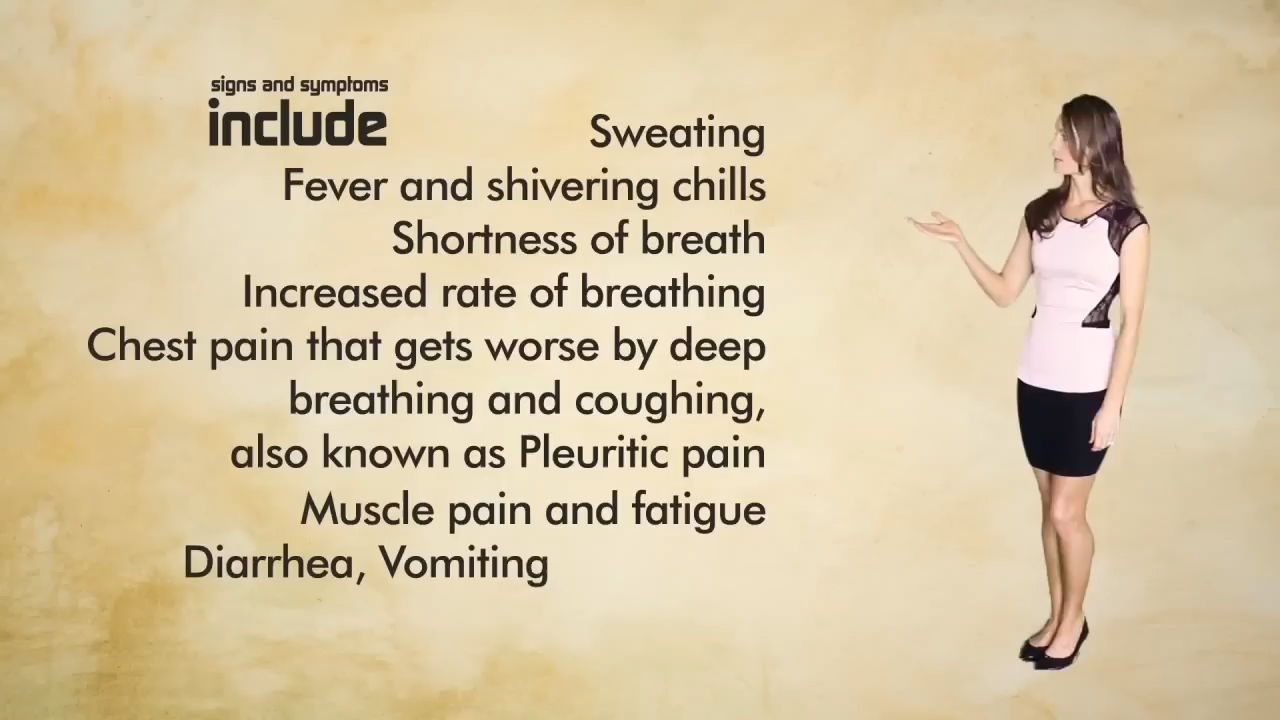 signs and symptoms
include
Sweating
Fever and shivering chills
Shortness of breath
Increased rate of breathing
Chest pain that gets worse by deep
breathing and coughing,
also known as Pleuritic pain
Muscle pain and fatigue
Diarrhea, Vomiting